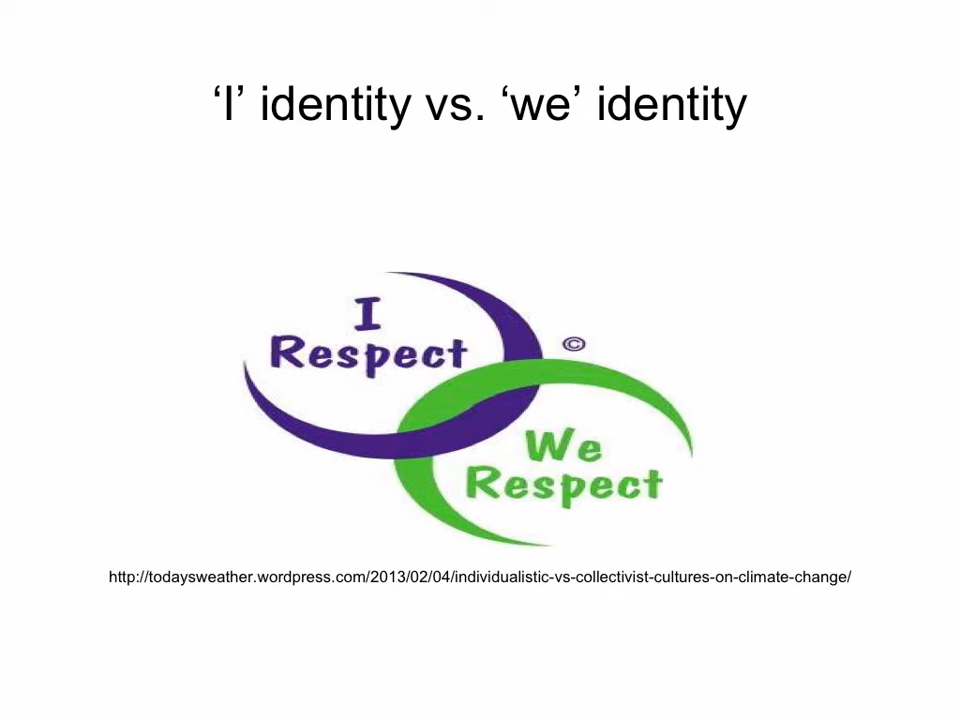 ‘I’ identity vs. ‘we’ identity
I
Respect
©
We
Respect
http://todaysweather.wordpress.com/2013/02/04/individualistic-vs-collectivist-cultures-on-climate-change/